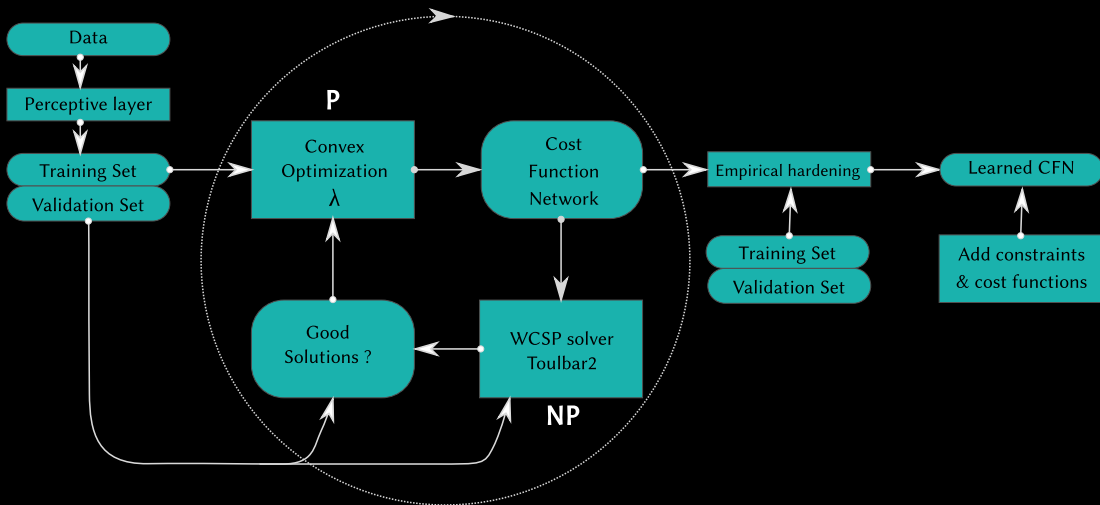 Data
Perceptive layer
Training Set
Validation Set
P
Convex
Optimization
λ
Cost
Function
Network
Good
Solutions ?
WCSP solver
Toulbar2
NP
Empirical hardening
Training Set
Validation Set
Learned CFN
Add constraints
& cost functions